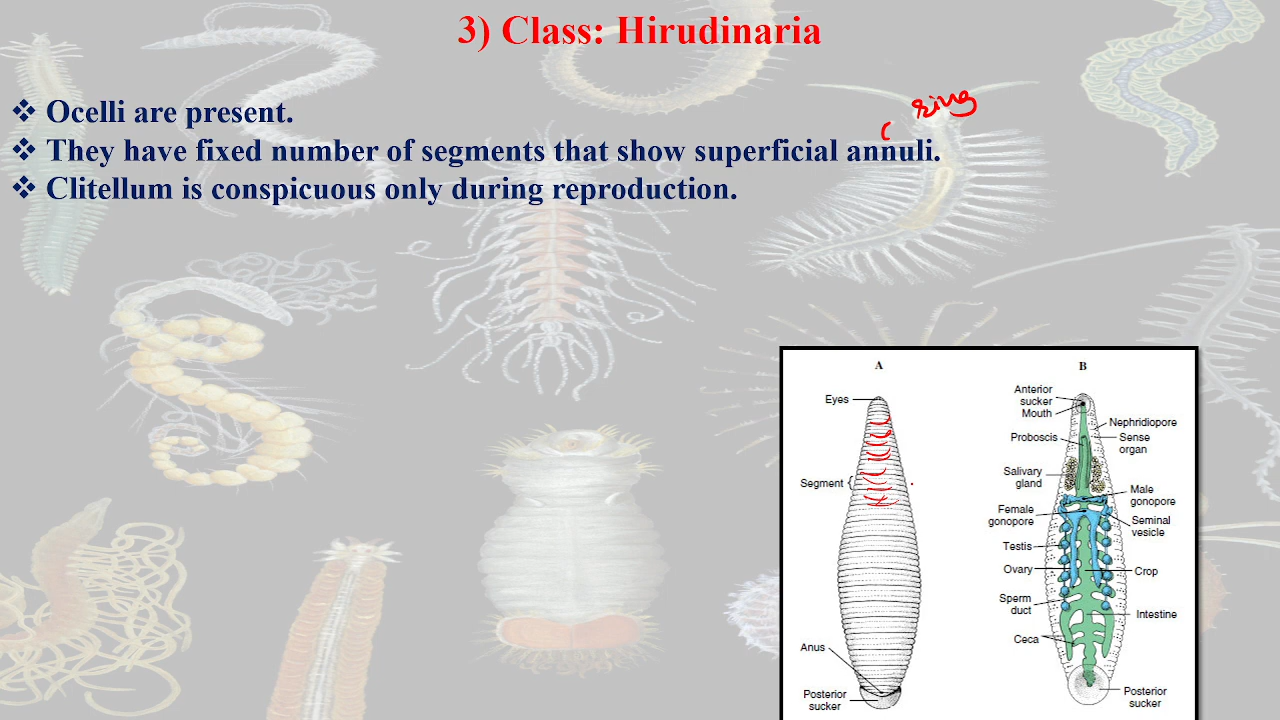 3) Class: Hirudinaria
❖ Ocelli are present.
ring
❖ They have fixed number of segments that show superficial annuli.
❖ Clitellum is conspicuous only during reproduction.
A
Eyes
Segment
Anus
Posterior
sucker
B
Anterior
sucker
Mouth
Nephridiopore
Proboscis
Sense
organ
Salivary
gland
Male
gonopore
Female
gonopore
Seminal
vesicle
Testis
Ovary
Crop
Sperm
duct
Intestine
Ceca
Posterior
sucker